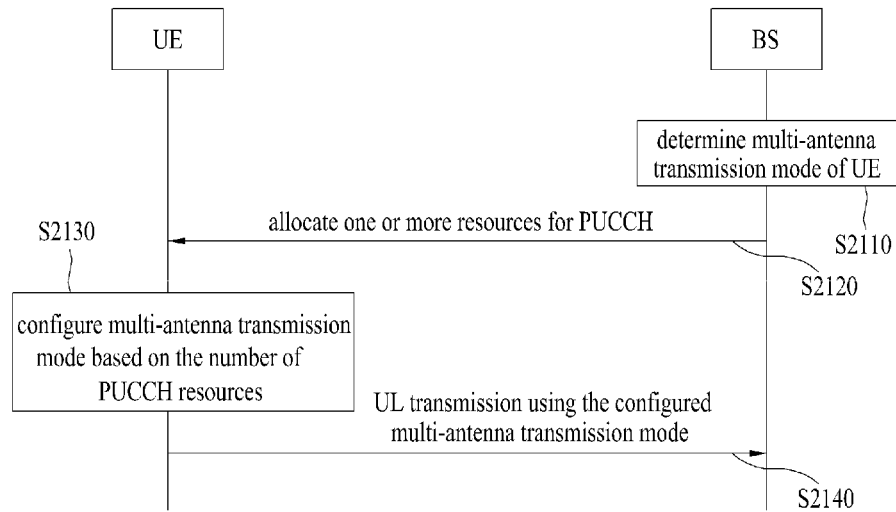 UE
BS
determine multi-antenna
transmission mode of UE
S2110
allocate one or more resources for PUCCH
S2120
S2130
configure multi-antenna transmission
mode based on the number of
PUCCH resources
UL transmission using the configured
multi-antenna transmission mode
S2140